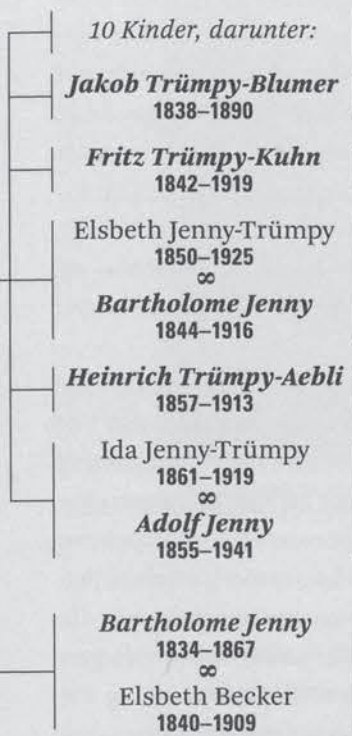 10 Kinder, darunter:
Jakob Trümpy-Blumer
1838–1890
Fritz Trümpy-Kuhn
1842–1919
Elsbeth Jenny-Trümpy
1850–1925
∞
Bartholome Jenny
1844–1916
Heinrich Trümpy-Aebli
1857–1913
Ida Jenny-Trümpy
1861–1919
∞
Adolf Jenny
1855–1941
Bartholome Jenny
1834–1867
∞
Elsbeth Becker
1840–1909